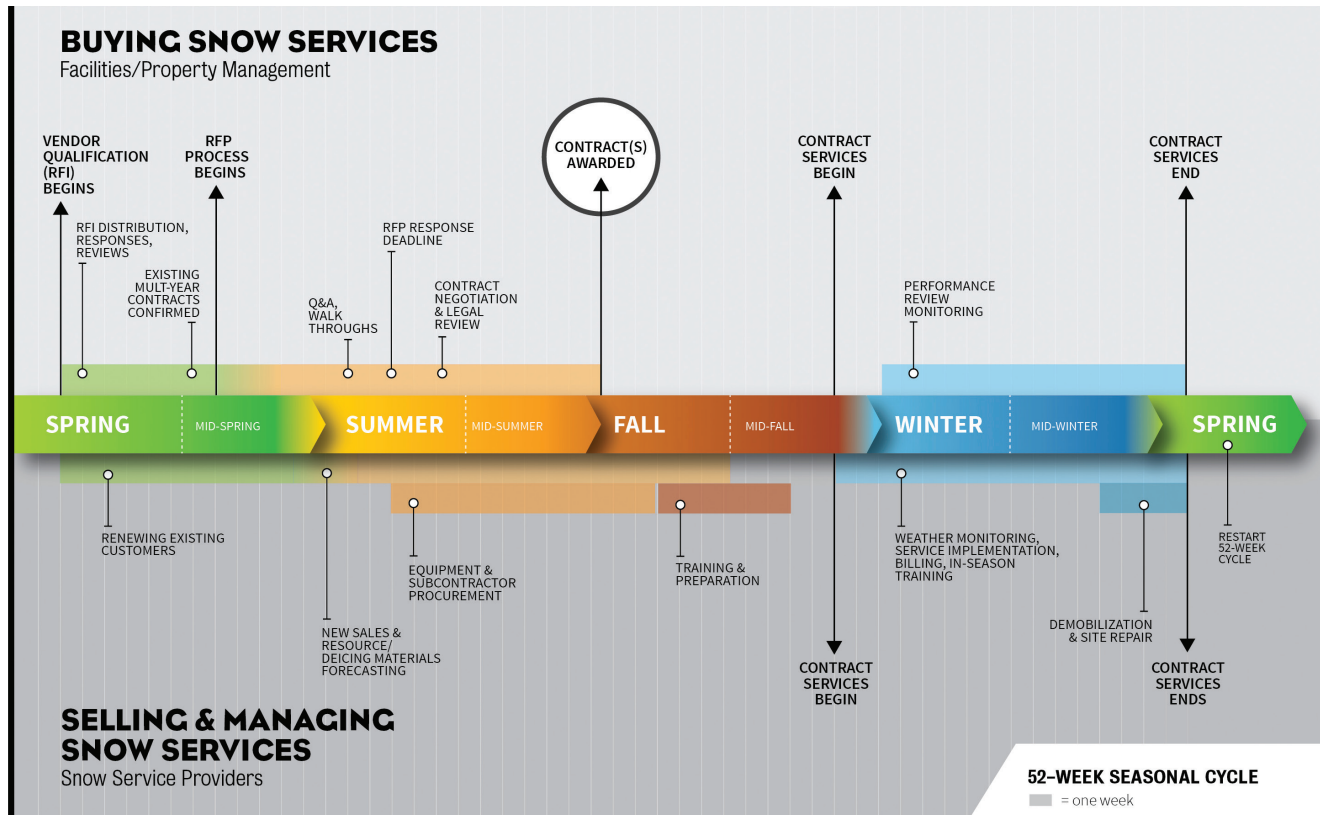 BUYING SNOW SERVICES
Facilities/Property Management
VENDOR
QUALIFICATION
(RFI)
BEGINS
RFP
PROCESS
BEGINS
CONTRACT(S)
AWARDED
CONTRACT
SERVICES
BEGIN
CONTRACT
SERVICES
END
RFI DISTRIBUTION,
RESPONSES,
REVIEWS
EXISTING
MULT-YEAR
CONTRACTS
CONFIRMED
Q&A,
WALK
THROUGHS
RFP RESPONSE
DEADLINE
CONTRACT
NEGOTIATION
& LEGAL
REVIEW
PERFORMANCE
REVIEW
MONITORING
SPRING
MID-SPRING
SUMMER
MID-SUMMER
FALL
MID-FALL
WINTER
MID-WINTER
SPRING
RENEWING EXISTING
CUSTOMERS
NEW SALES &
RESOURCE/
DEICING MATERIALS
FORECASTING
EQUIPMENT &
SUBCONTRACTOR
PROCUREMENT
TRAINING &
PREPARATION
WEATHER MONITORING,
SERVICE IMPLEMENTATION,
BILLING, IN-SEASON
TRAINING
DEMOBILIZATION
& SITE REPAIR
RESTART
52-WEEK
CYCLE
CONTRACT
SERVICES
BEGIN
CONTRACT
SERVICES
ENDS
SELLING & MANAGING
SNOW SERVICES
Snow Service Providers
52–WEEK SEASONAL CYCLE
= one week